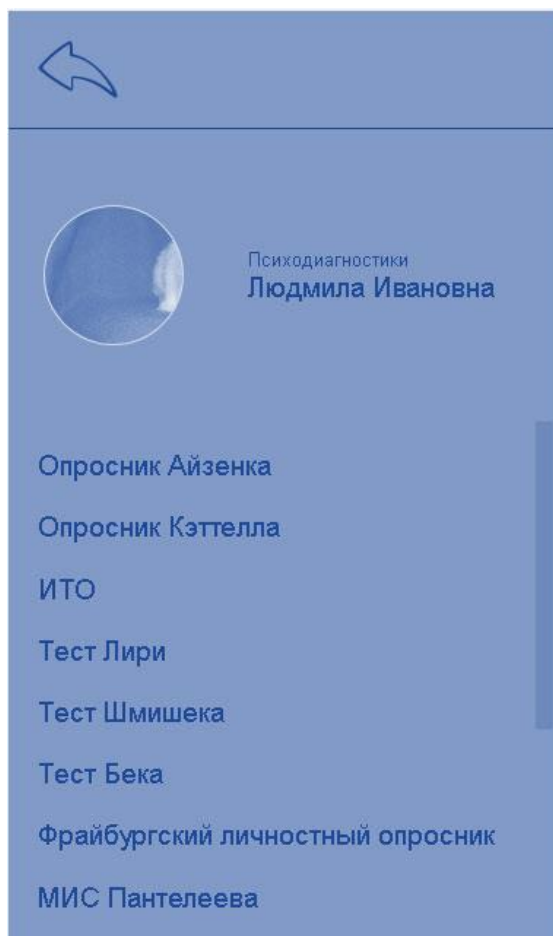 Психодиагностики
Людмила Ивановна
Опросник Айзенка
Опросник Кэттелла
ИТО
Тест Лири
Тест Шмишека
Тест Бека
Фрайбургский личностный опросник
МИС Пантелеева